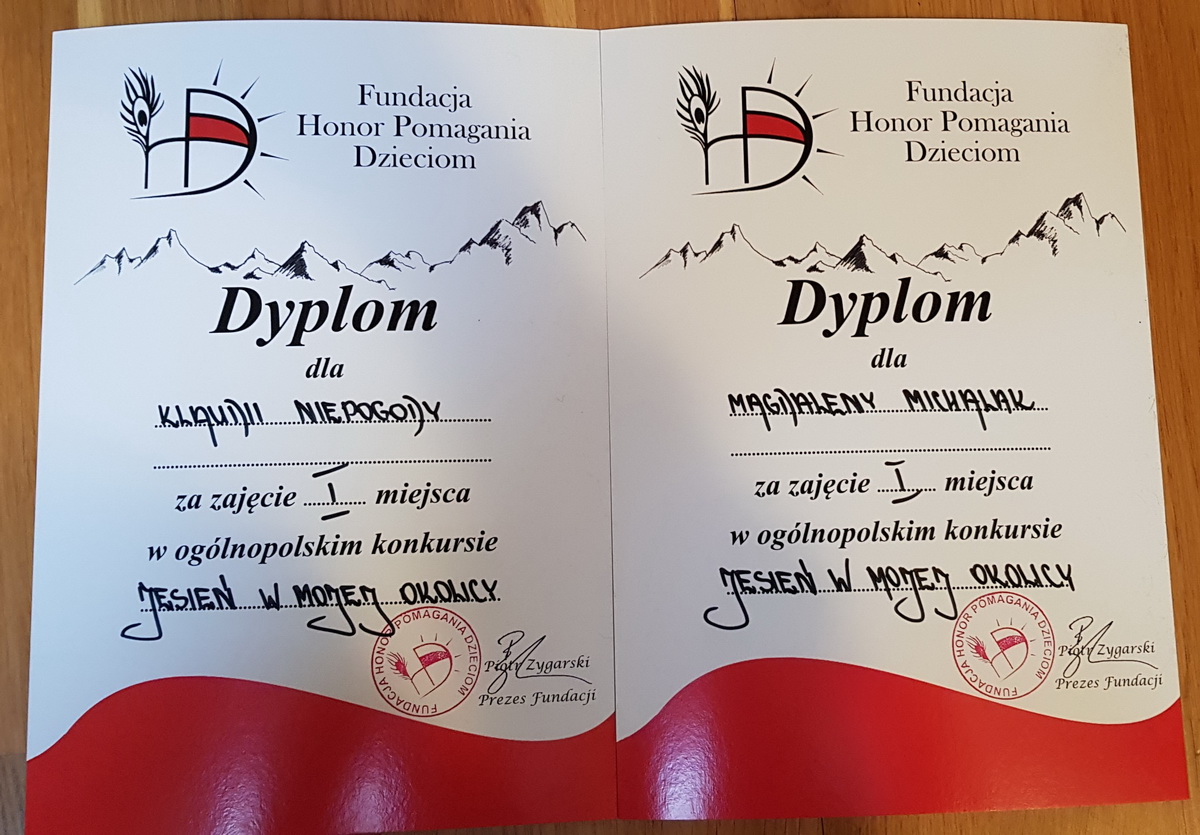 Fundacja
Honor Pomagania
Dzieciom
Dyplom
dla
KLAUDII NIEPOGODY
za zajęcie I miejsca
w ogólnopolskim konkursie
JESIEŃ W MOJEJ OKOLICY
FUNDACJA HONOR POMAGANIA DZIECIOM
Piotr Zygarski
Prezes Fundacji
Fundacja
Honor Pomagania
Dzieciom
Dyplom
dla
MAGDALENY MICHALAK
za zajęcie I miejsca
w ogólnopolskim konkursie
JESIEŃ W MOJEJ OKOLICY
FUNDACJA HONOR POMAGANIA DZIECIOM
Piotr Zygarski
Prezes Fundacji